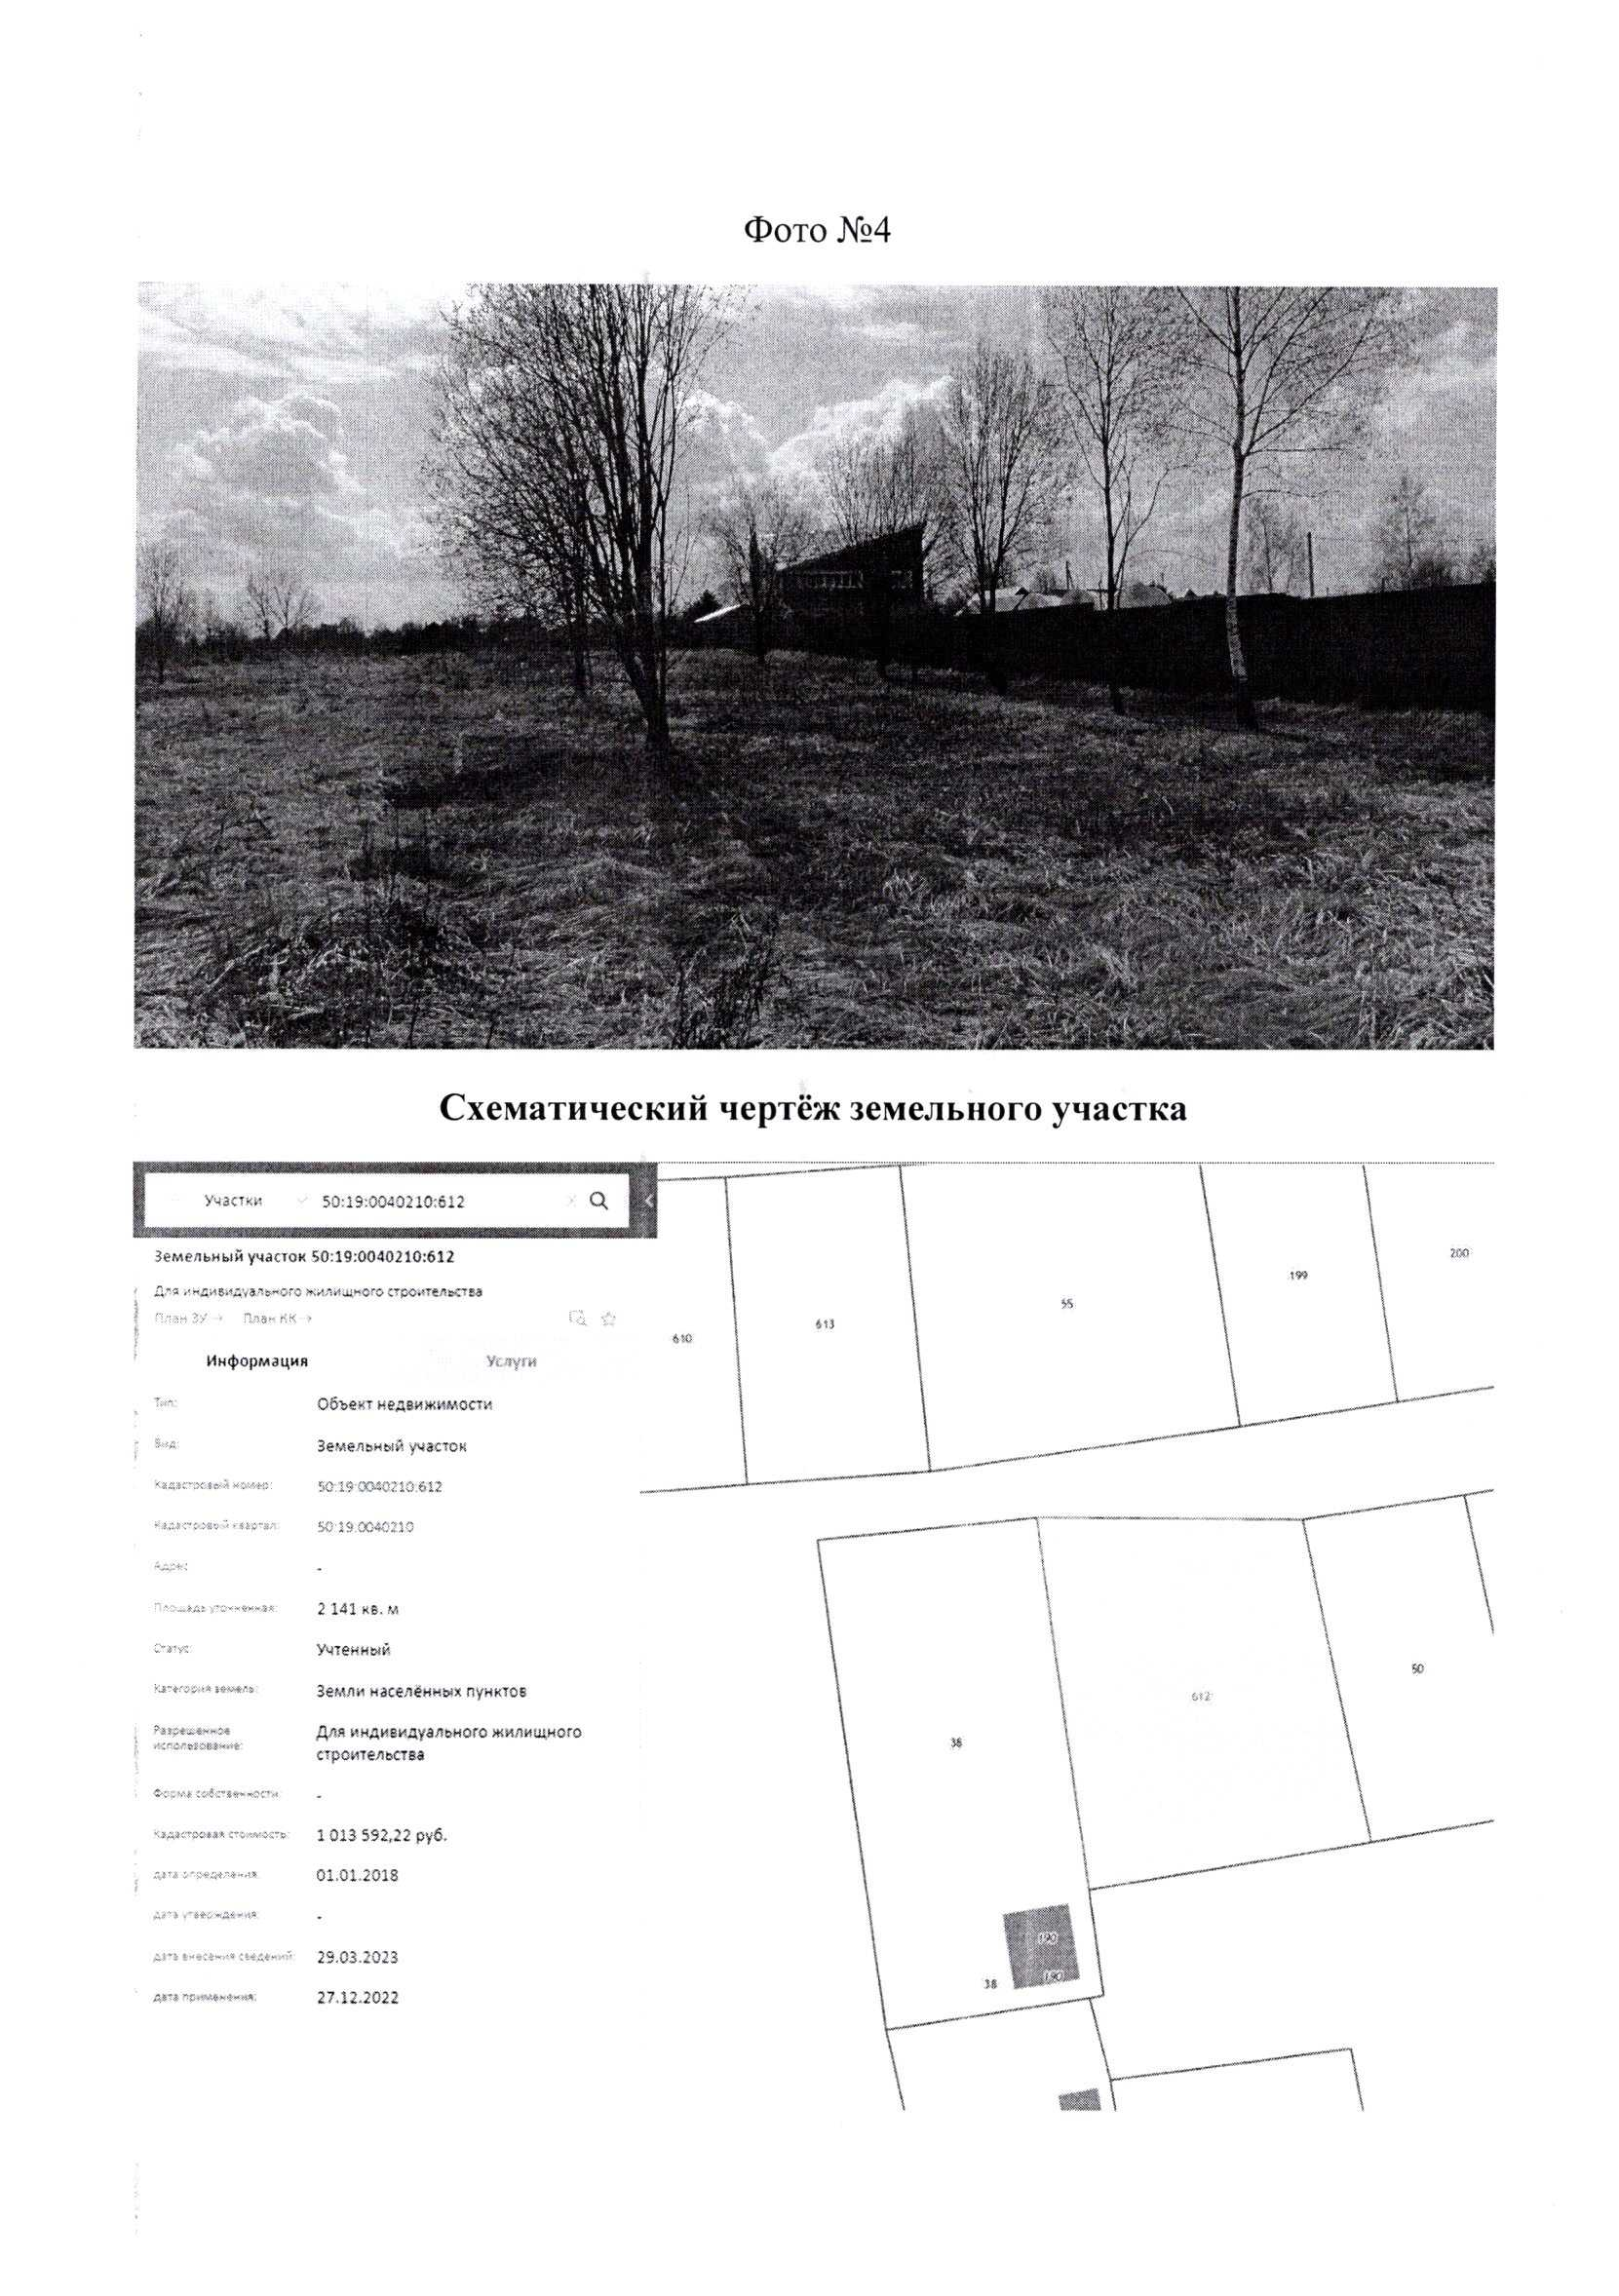 Фото №4
Схематический чертёж земельного участка
Участки 50:19:0040210:612
Земельный участок 50:19:0040210:612
Для индивидуального жилищного строительства
План ЗУ → План КК →
Информация Услуги
Тип: Объект недвижимости
Вид: Земельный участок
Кадастровый номер: 50:19:0040210:612
Кадастровый квартал: 50:19:0040210
Адрес: -
Площадь уточненная: 2 141 кв. м
Статус: Учтенный
Категория земель: Земли населённых пунктов
Разрешенное использование: Для индивидуального жилищного
строительства
Форма собственности: -
Кадастровая стоимость: 1 013 592,22 руб.
дата определения: 01.01.2018
дата утверждения: -
дата внесения сведений: 29.03.2023
дата применения: 27.12.2022
610
613
55
199
200
38
612
50
190
190
38